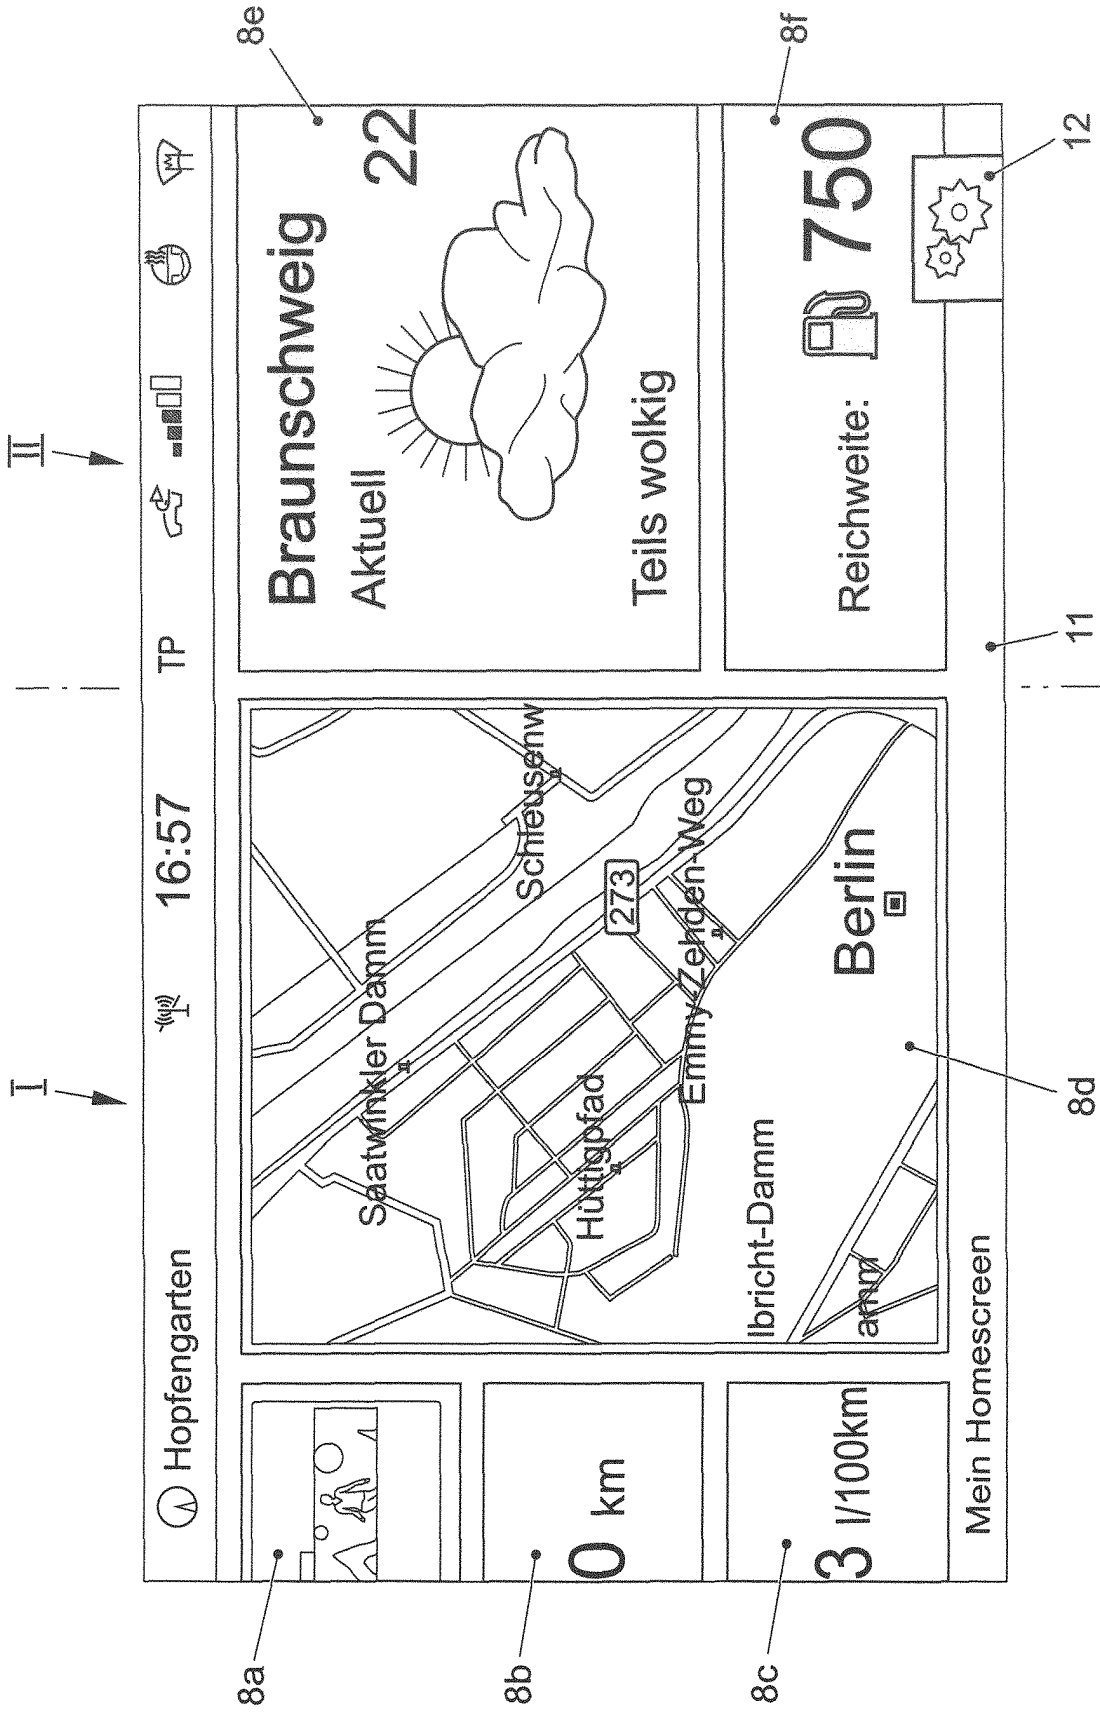 I
II
8e
Hopfengarten
16:57
TP
8a
Braunschweig
Aktuell
22
Saatwinkler Damm
Schleusenw
0 km
8b
Hüttigpfad
273
Emmy-Zehden-Weg
Teils wolkig
lbricht-Damm
Berlin
amm
3 l/100km
8c
Reichweite:
750
8f
Mein Homescreen
8d
11
12